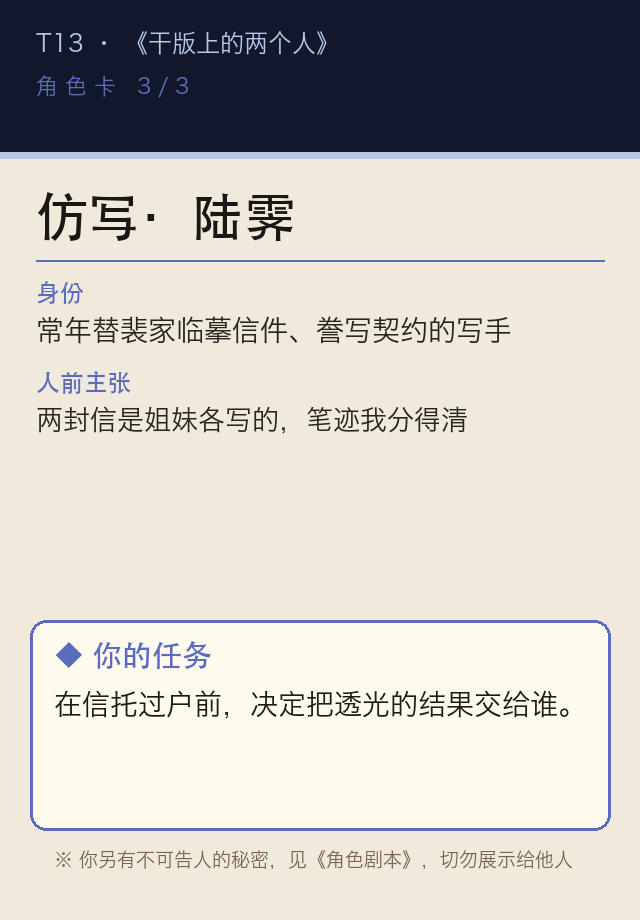 T13 · 《干版上的两个人》
角色卡 3/3
仿写· 陆霁
身份
常年替裴家临摹信件、誊写契约的写手
人前主张
两封信是姐妹各写的，笔迹我分得清
◆ 你的任务
在信托过户前，决定把透光的结果交给谁。
※ 你另有不可告人的秘密，见《角色剧本》，切勿展示给他人